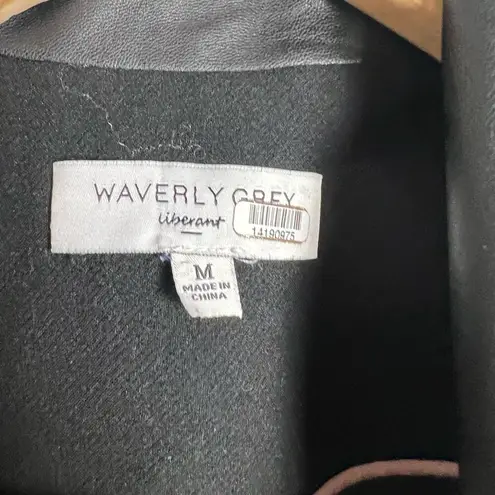 WAVERLY GREY
liberant
14190975
M
MADE IN
CHINA